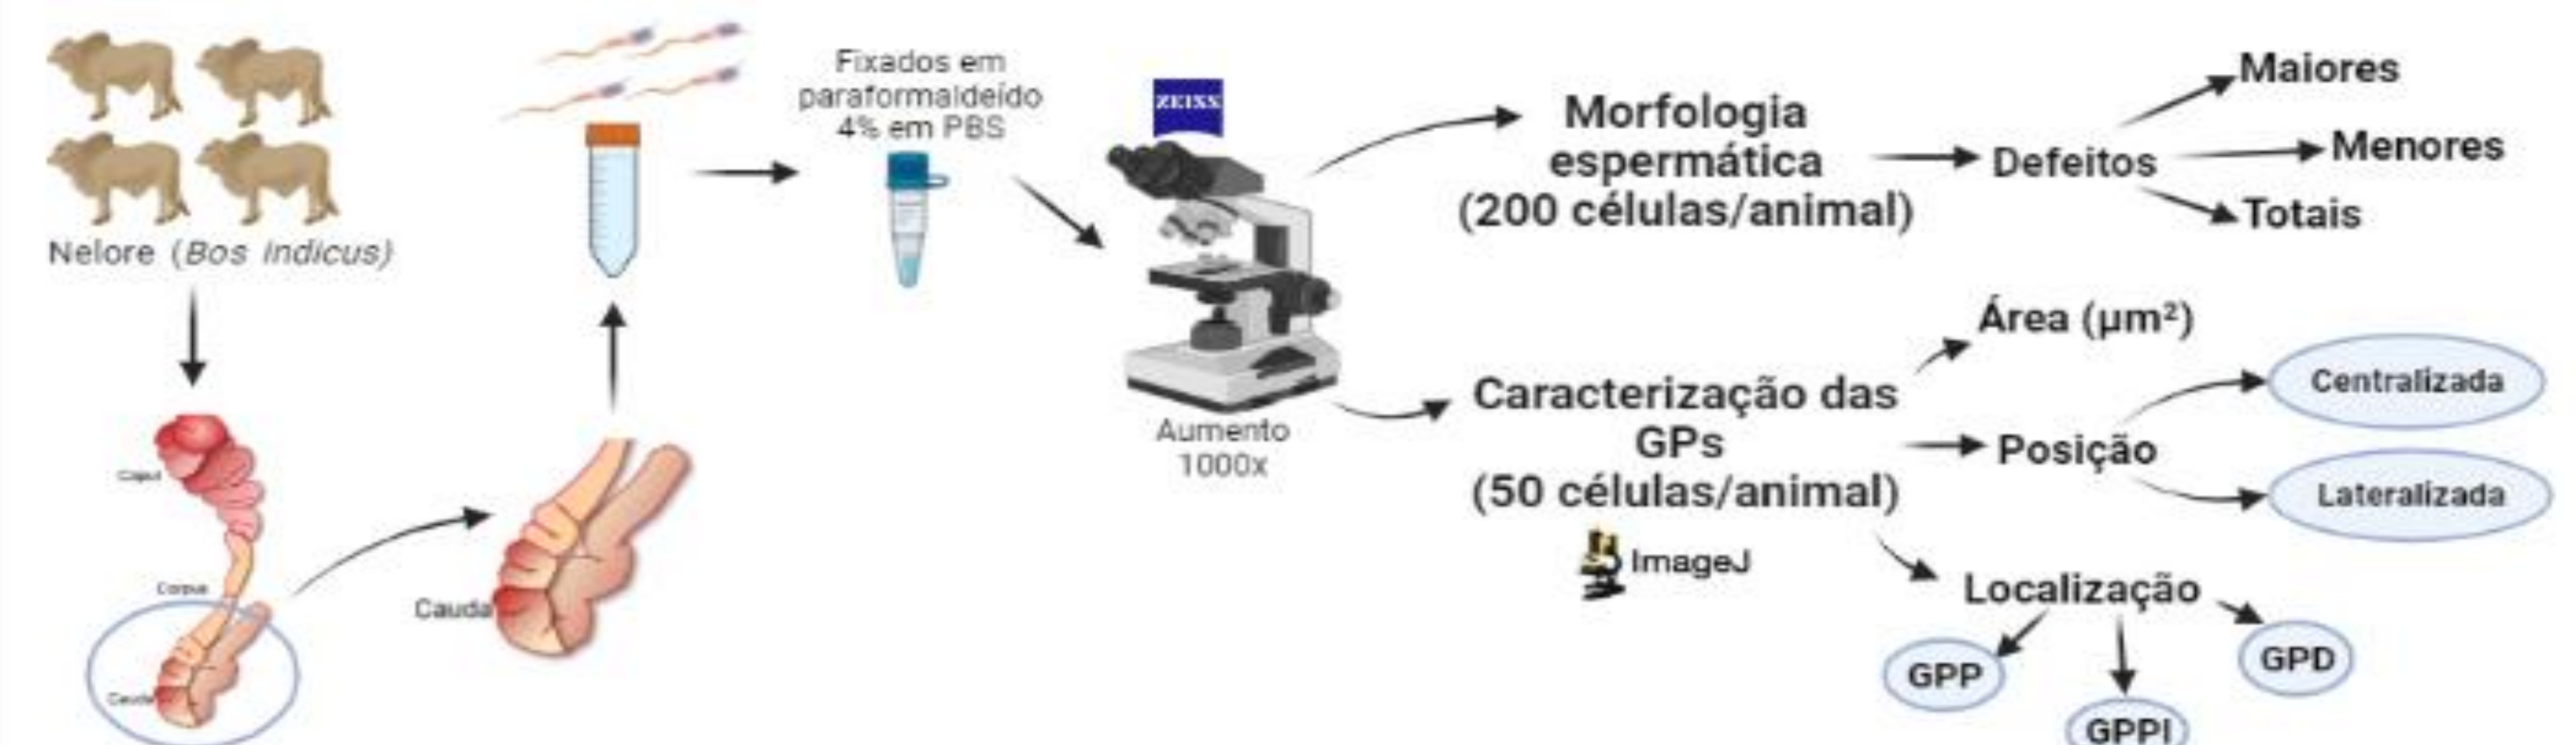 Nelore (Bos Indicus)
Caput
Corpus
Cauda
Cauda
Fixados em
paraformaldeído
4% em PBS
ZEISS
Aumento
1000x
Morfologia
espermática
(200 células/animal)
Defeitos
Maiores
Menores
Totais
Caracterização das
GPs
(50 células/animal)
ImageJ
Área (µm²)
Posição
Centralizada
Lateralizada
Localização
GPP
GPPI
GPD